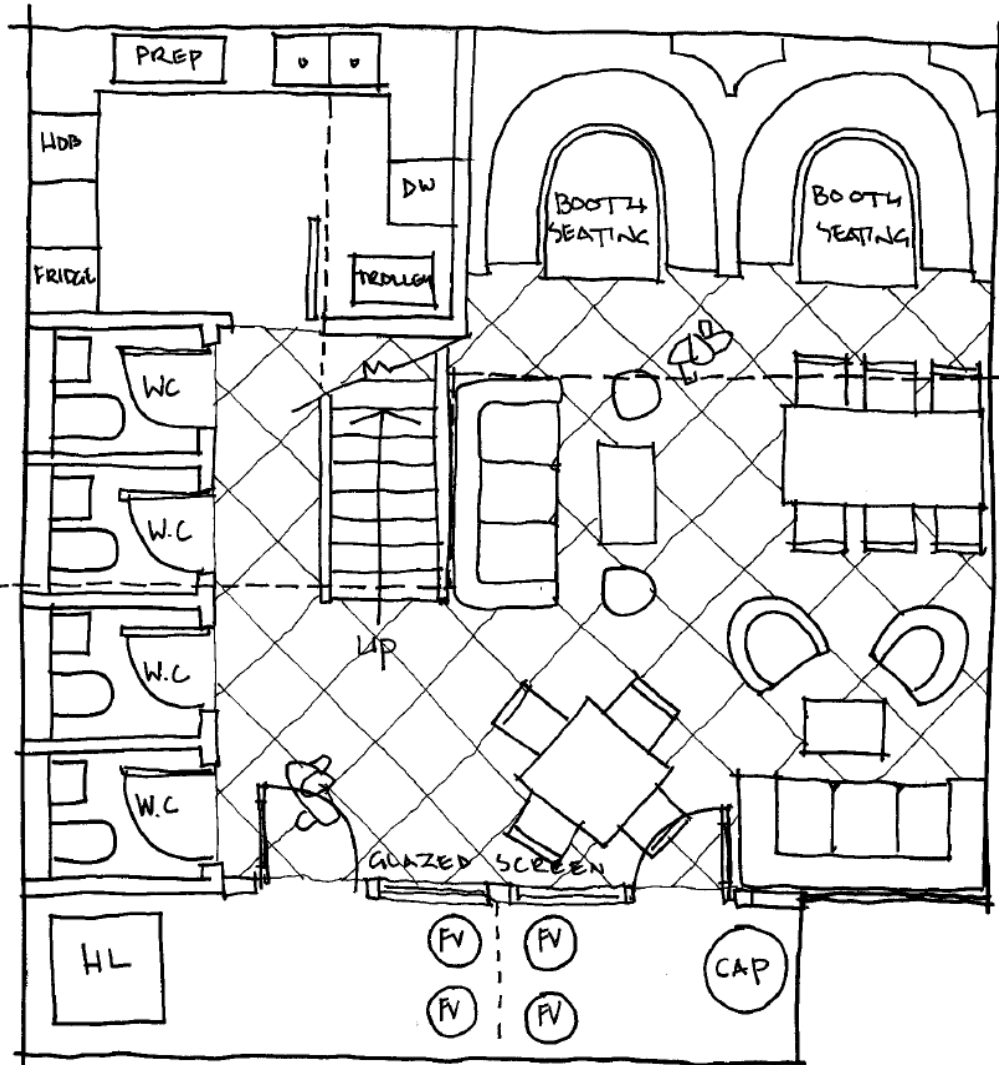 PREP
HOB
DW
FRIDGE
TROLLEY
BOOTH
SEATING
BOOTH
SEATING
WC
W.C
W.C
W.C
UP
GLAZED SCREEN
HL
FV
FV
FV
FV
CAP